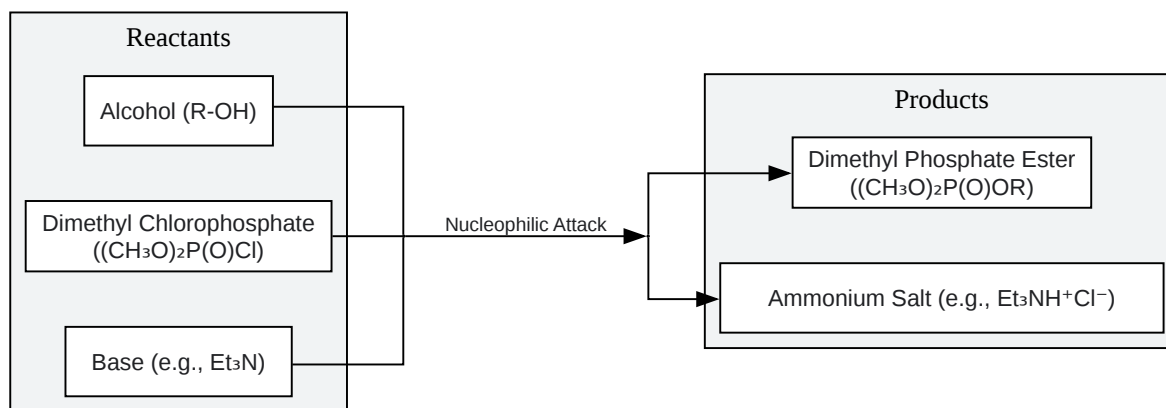 Reactants
Alcohol (R-OH)
Dimethyl Chlorophosphate
((CH₃O)₂P(O)Cl)
Base (e.g., Et₃N)
Nucleophilic Attack
Products
Dimethyl Phosphate Ester
((CH₃O)₂P(O)OR)
Ammonium Salt (e.g., Et₃NH⁺Cl⁻)